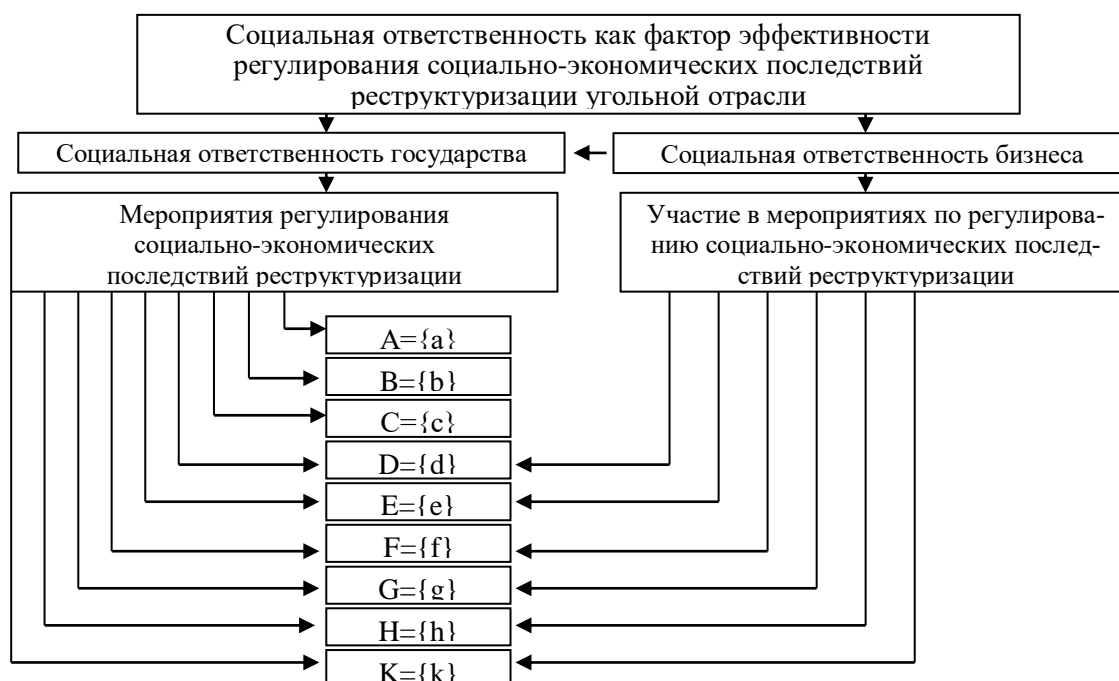 Социальная ответственность как фактор эффективности
регулирования социально-экономических последствий
реструктуризации угольной отрасли
Социальная ответственность государства
Социальная ответственность бизнеса
Мероприятия регулирования
социально-экономических
последствий реструктуризации
Участие в мероприятиях по регулирова-
нию социально-экономических послед-
ствий реструктуризации
A={a}
B={b}
C={c}
D={d}
E={e}
F={f}
G={g}
H={h}
K={k}